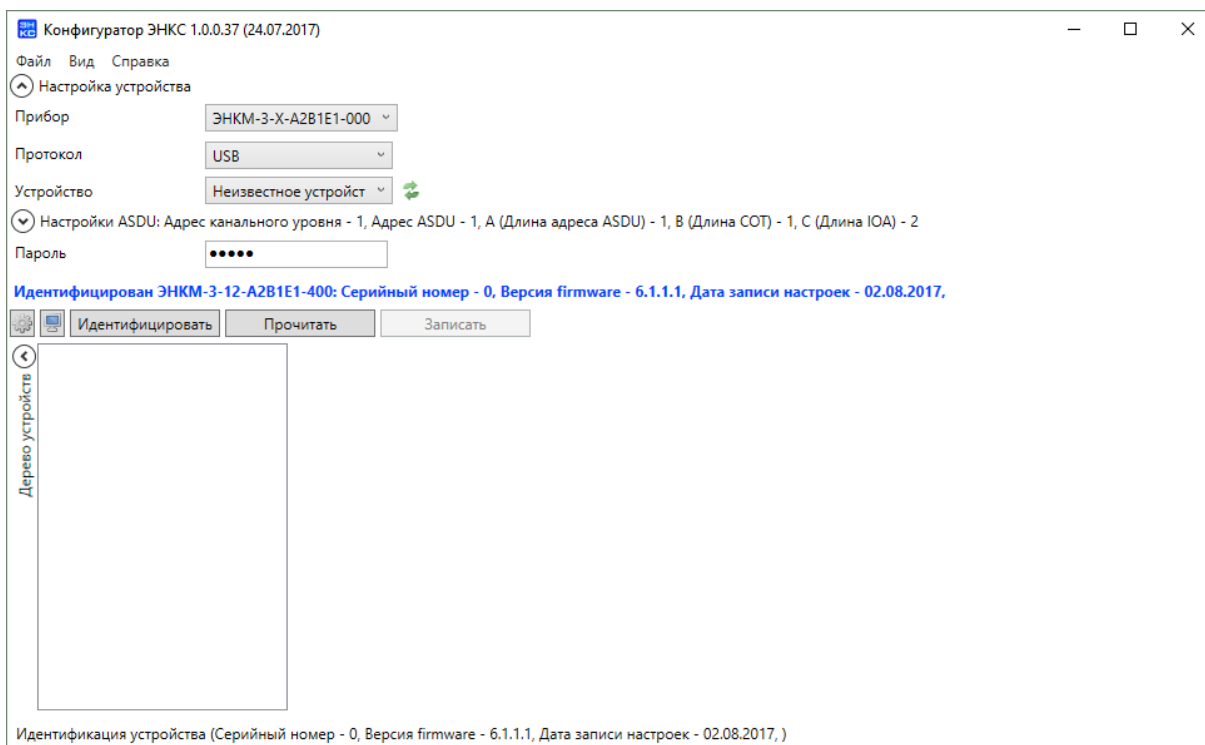 ЭН
КС Конфигуратор ЭНКС 1.0.0.37 (24.07.2017)
Файл Вид Справка
Настройка устройства
Прибор ЭНКМ-3-X-A2B1E1-000
Протокол USB
Устройство Неизвестное устройст
Настройки ASDU: Адрес канального уровня - 1, Адрес ASDU - 1, A (Длина адреса ASDU) - 1, B (Длина COT) - 1, C (Длина IOA) - 2
Пароль •••••
Идентифицирован ЭНКМ-3-12-A2B1E1-400: Серийный номер - 0, Версия firmware - 6.1.1.1, Дата записи настроек - 02.08.2017,
Идентифицировать Прочитать Записать
Дерево устройств
Идентификация устройства (Серийный номер - 0, Версия firmware - 6.1.1.1, Дата записи настроек - 02.08.2017, )